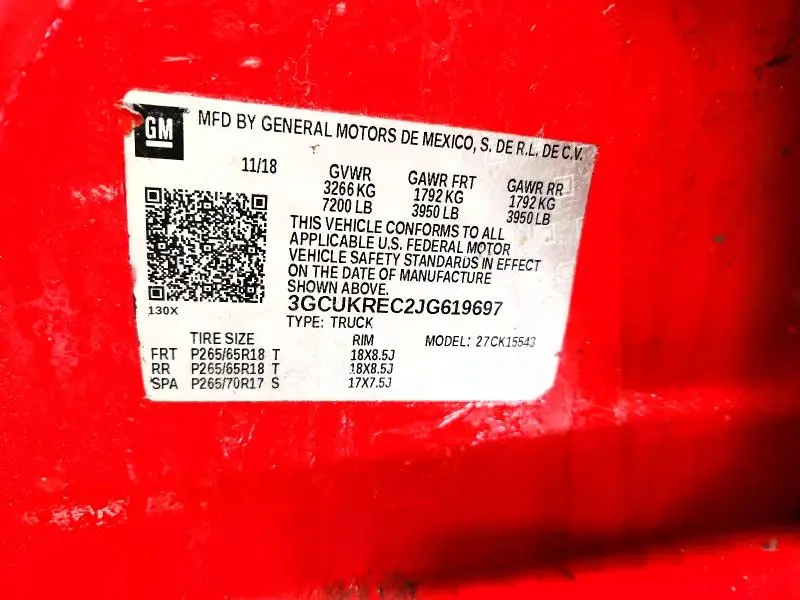 GM
MFD BY GENERAL MOTORS DE MEXICO, S. DE R.L. DE C.V.
11/18 GVWR GAWR FRT GAWR RR
3266 KG 1792 KG 1792 KG
7200 LB 3950 LB 3950 LB
THIS VEHICLE CONFORMS TO ALL
APPLICABLE U.S. FEDERAL MOTOR
VEHICLE SAFETY STANDARDS IN EFFECT
ON THE DATE OF MANUFACTURE
SHOWN ABOVE.
3GCUKREC2JG619697
130X
TYPE: TRUCK
TIRE SIZE RIM MODEL: 27CK15543
FRT P265/65R18 T 18X8.5J
RR P265/65R18 T 18X8.5J
SPA P265/70R17 S 17X7.5J